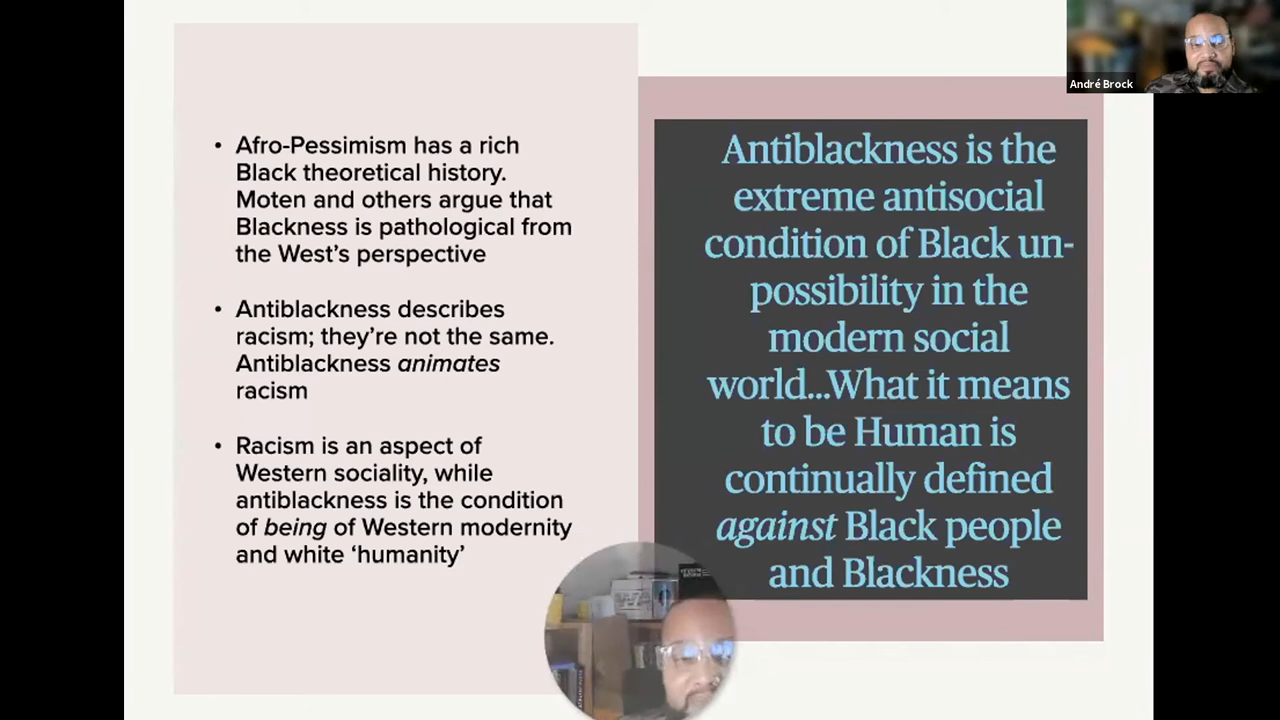 André Brock
• Afro-Pessimism has a rich
Black theoretical history.
Moten and others argue that
Blackness is pathological from
the West’s perspective
• Antiblackness describes
racism; they’re not the same.
Antiblackness animates
racism
• Racism is an aspect of
Western sociality, while
antiblackness is the condition
of being of Western modernity
and white ‘humanity’
Antiblackness is the
extreme antisocial
condition of Black un-
possibility in the
modern social
world...What it means
to be Human is
continually defined
against Black people
and Blackness